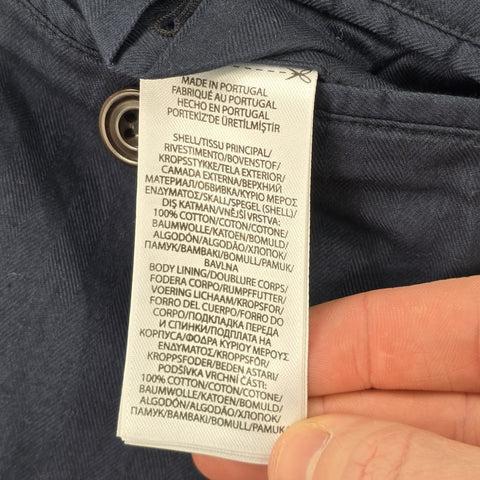 MADE IN PORTUGAL
FABRIQUÉ AU PORTUGAL
HECHO EN PORTUGAL
PORTEKİZ'DE ÜRETİLMİŞTİR
SHELL/TISSU PRINCIPAL/
RIVESTIMENTO/BOVENSTOF/
KROPSSTYKKE/TELA EXTERIOR/
CAMADA EXTERNA/ВЕРХНИЙ
МАТЕРИАЛ/ОБВИВКА/ΚΥΡΙΟ ΜΕΡΟΣ
ΕΝΔΥΜΑΤΟΣ/SKALL/SPEGEL (SHELL)/
DIŞ KATMAN/VNĚJŠÍ VRSTVA:
100% COTTON/COTON/COTONE/
BAUMWOLLE/KATOEN/BOMULD/
ALGODÓN/ALGODÃO/ХЛОПОК/
ПАМУК/ΒΑΜΒΑΚΙ/BOMULL/PAMUK/
BAVLNA
BODY LINING/DOUBLURE CORPS/
FODERA CORPO/RUMPFFUTTER/
VOERING LICHAAM/KROPSFOR/
FORRO DEL CUERPO/FORRO DO
CORPO/ПОДКЛАДКА ПЕРЕДА
И СПИНКИ/ПОДПЛАТА НА
КОРПУСА/ΦΟΔΡΑ ΚΥΡΙΟΥ ΜΕΡΟΥΣ
ΕΝΔΥΜΑΤΟΣ/KROPPSFÖR/
KROPPSFODER/BEDEN ASTARI/
PODŠÍVKA VRCHNÍ ČÁSTI:
100% COTTON/COTON/COTONE/
BAUMWOLLE/KATOEN/BOMULD/
ALGODÓN/ALGODÃO/ХЛОПОК/
ПАМУК/ΒΑΜΒΑΚΙ/BOMULL/PAMUK/